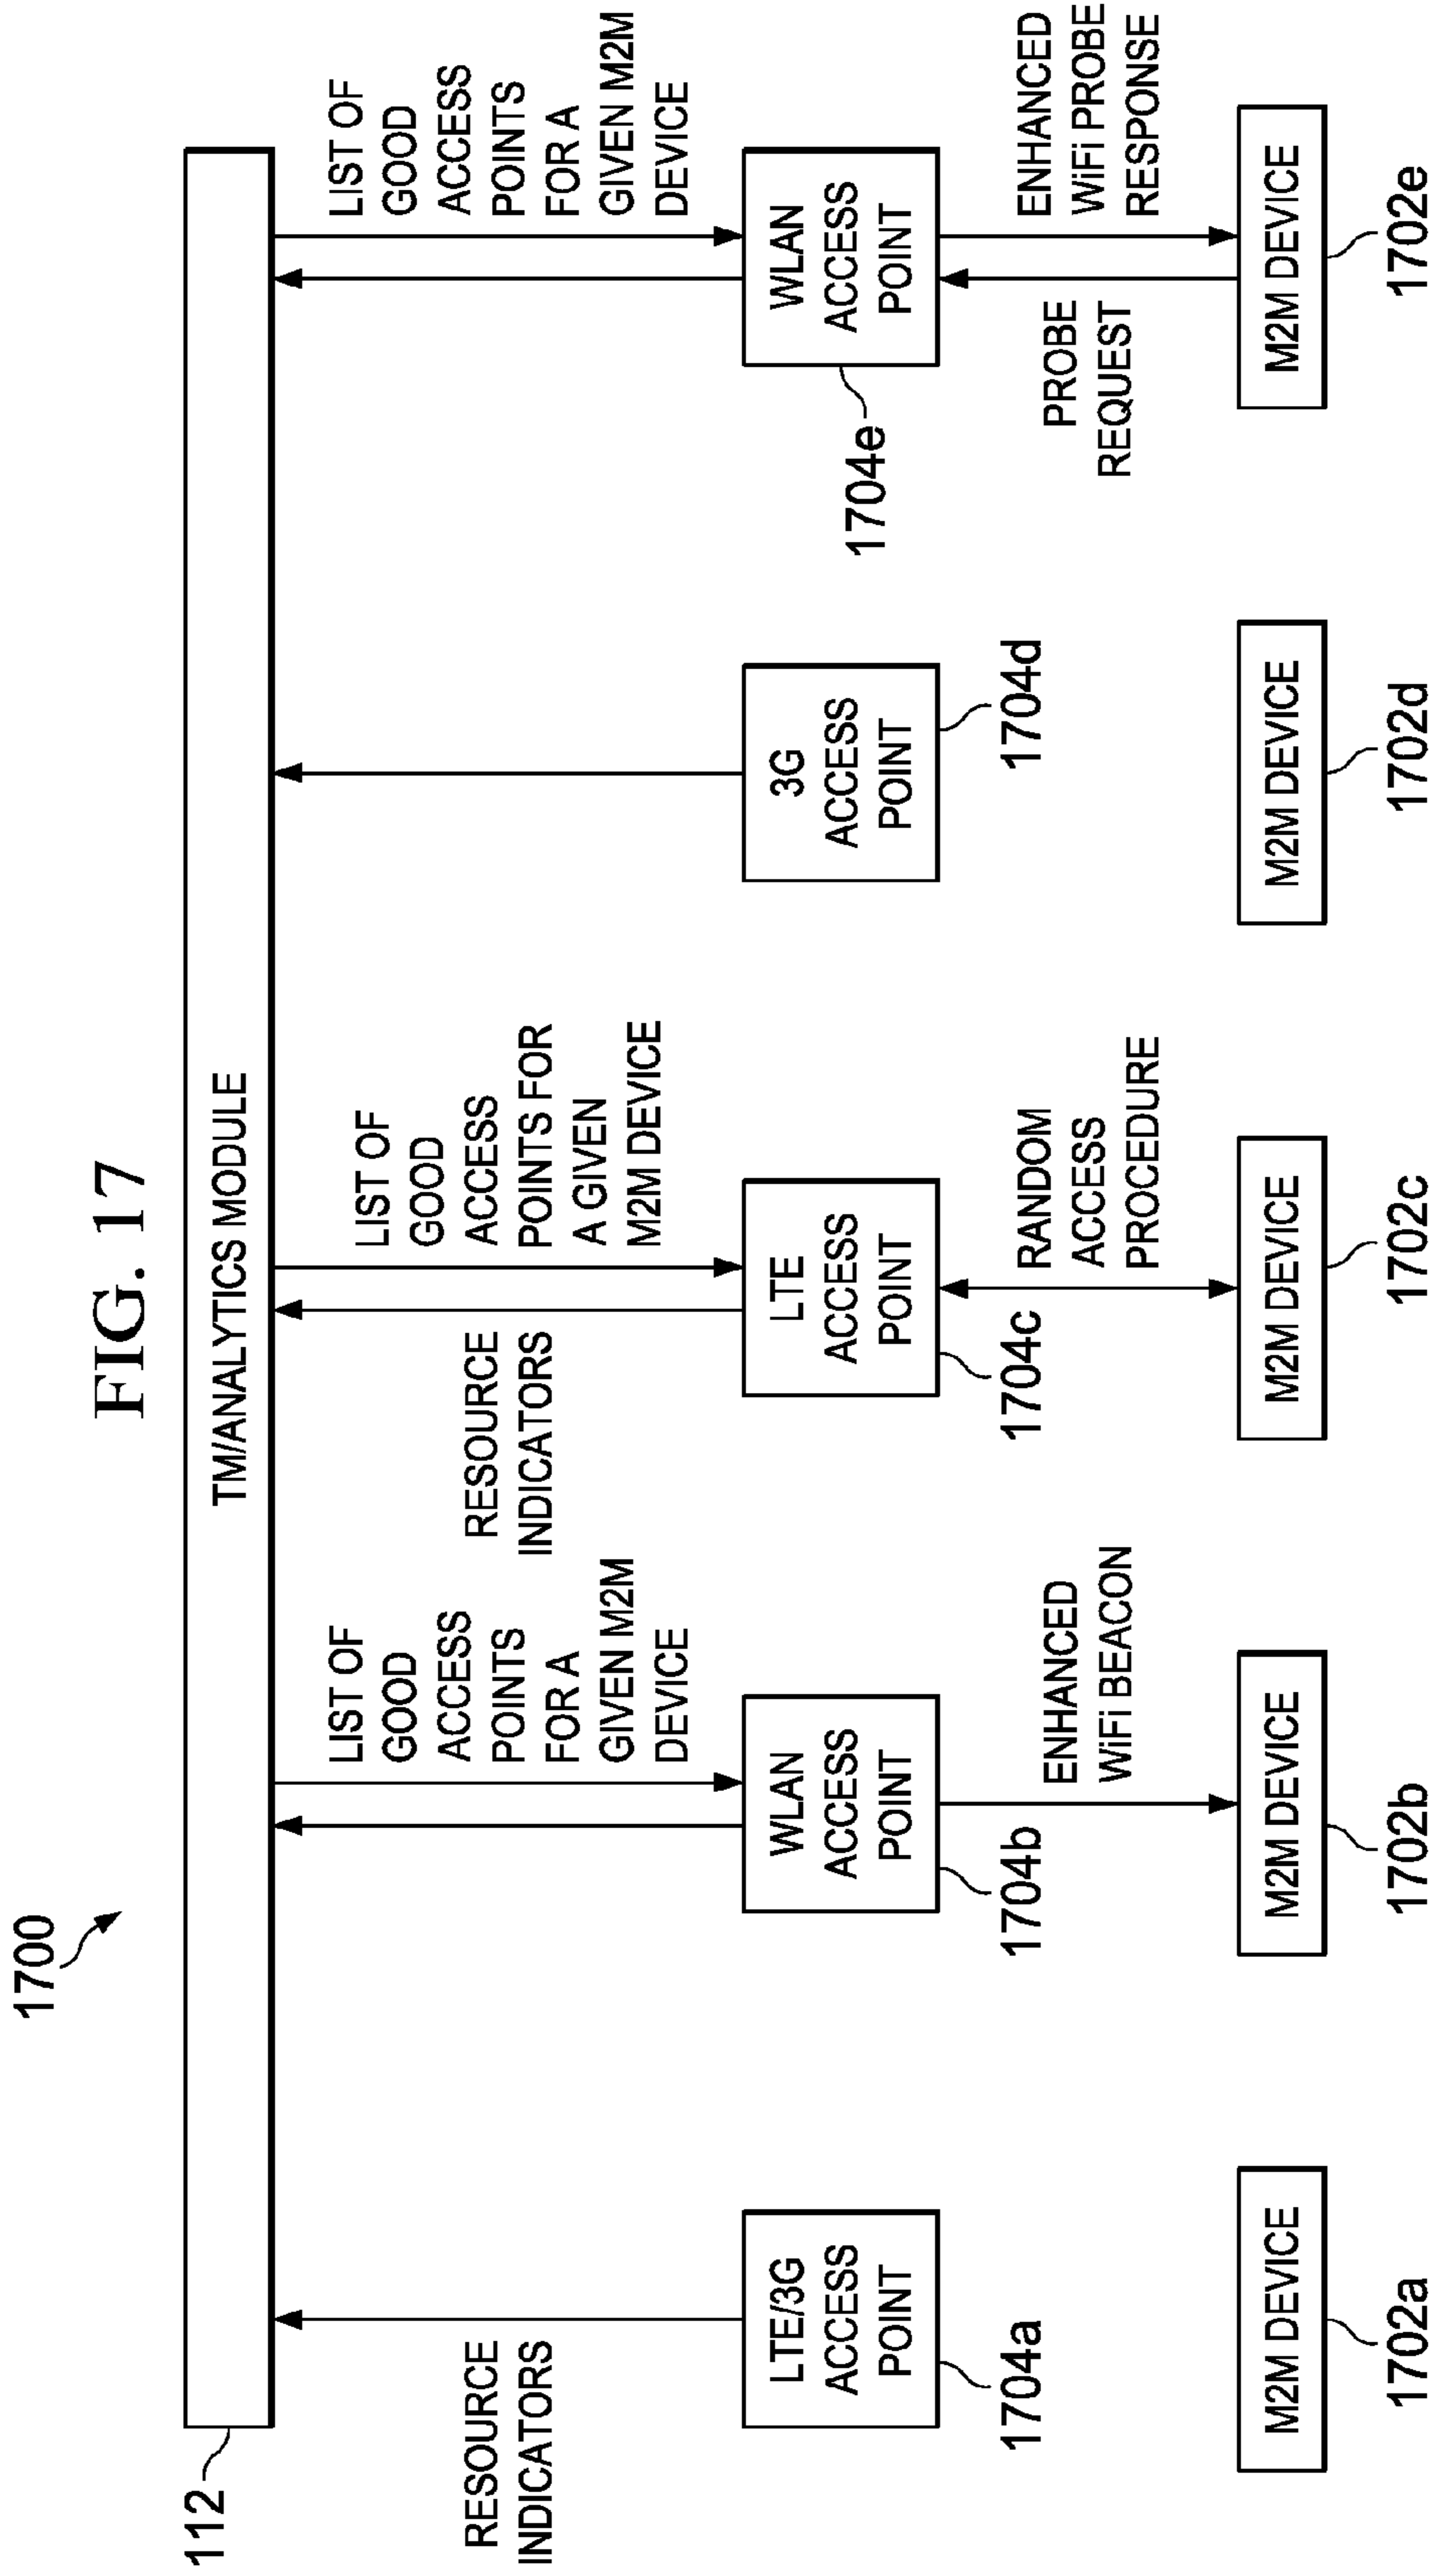 FIG. 17
1700
112
TM/ANALYTICS MODULE
RESOURCE
INDICATORS
LIST OF
GOOD
ACCESS
POINTS
FOR A
GIVEN M2M
DEVICE
RESOURCE
INDICATORS
LIST OF
GOOD
ACCESS
POINTS FOR
A GIVEN
M2M DEVICE
LIST OF
GOOD
ACCESS
POINTS
FOR A
GIVEN M2M
DEVICE
LTE/3G
ACCESS
POINT
1704a
WLAN
ACCESS
POINT
1704b
LTE
ACCESS
POINT
1704c
3G
ACCESS
POINT
1704d
WLAN
ACCESS
POINT
1704e
ENHANCED
WiFi BEACON
RANDOM
ACCESS
PROCEDURE
PROBE
REQUEST
ENHANCED
WiFi PROBE
RESPONSE
M2M DEVICE
1702a
M2M DEVICE
1702b
M2M DEVICE
1702c
M2M DEVICE
1702d
M2M DEVICE
1702e